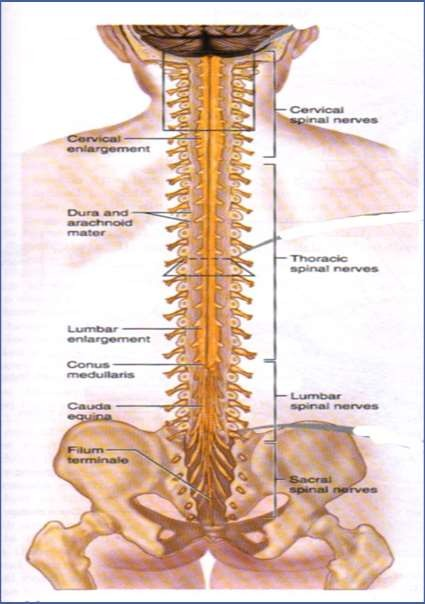 Cervical
spinal nerves
Cervical
enlargement
Dura and
arachnoid
mater
Thoracic
spinal nerves
Lumbar
enlargement
Conus
medullaris
Cauda
equina
Lumbar
spinal nerves
Filum
terminale
Sacral
spinal nerves